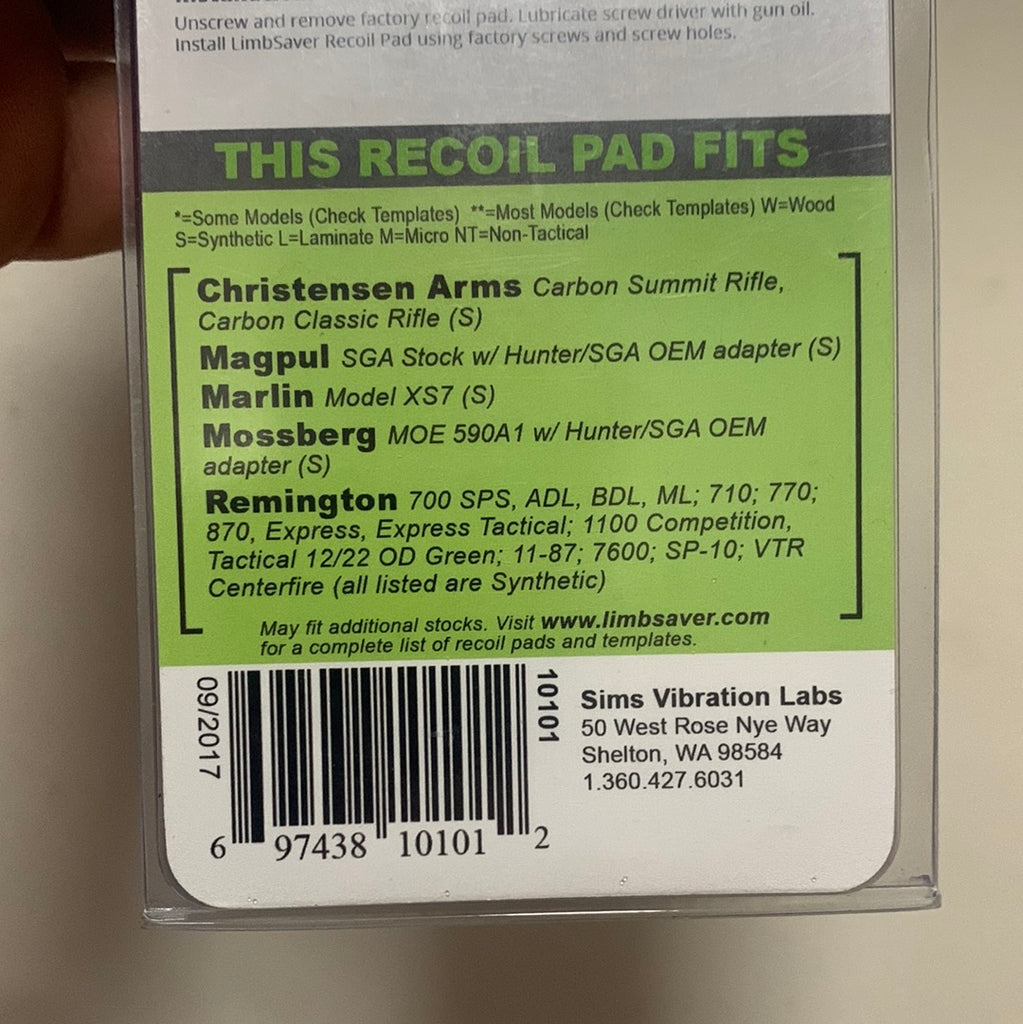 Unscrew and remove factory recoil pad. Lubricate screw driver with gun oil.
Install LimbSaver Recoil Pad using factory screws and screw holes.
THIS RECOIL PAD FITS
*=Some Models (Check Templates) **=Most Models (Check Templates) W=Wood
S=Synthetic L=Laminate M=Micro NT=Non-Tactical
Christensen Arms Carbon Summit Rifle,
Carbon Classic Rifle (S)
Magpul SGA Stock w/ Hunter/SGA OEM adapter (S)
Marlin Model XS7 (S)
Mossberg MOE 590A1 w/ Hunter/SGA OEM
adapter (S)
Remington 700 SPS, ADL, BDL, ML; 710; 770;
870, Express, Express Tactical; 1100 Competition,
Tactical 12/22 OD Green; 11-87; 7600; SP-10; VTR
Centerfire (all listed are Synthetic)
May fit additional stocks. Visit www.limbsaver.com
for a complete list of recoil pads and templates.
09/2017
10101
6 97438 10101 2
Sims Vibration Labs
50 West Rose Nye Way
Shelton, WA 98584
1.360.427.6031